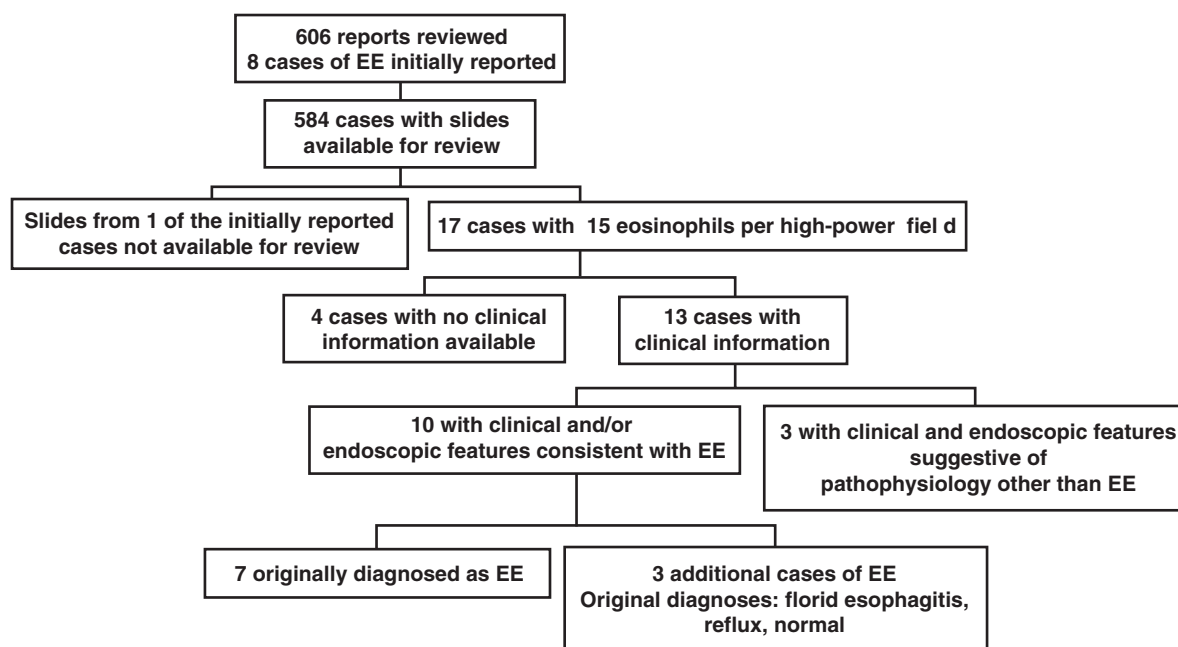 606 reports reviewed
8 cases of EE initially reported
584 cases with slides
available for review
Slides from 1 of the initially reported
cases not available for review
17 cases with  15 eosinophils per high-power  fiel d
4 cases with no clinical
information available
13 cases with
clinical information
10 with clinical and/or
endoscopic features consistent with EE
3 with clinical and endoscopic features
suggestive of
pathophysiology other than EE
7 originally diagnosed as EE
3 additional cases of EE
Original diagnoses: florid esophagitis,
reflux, normal